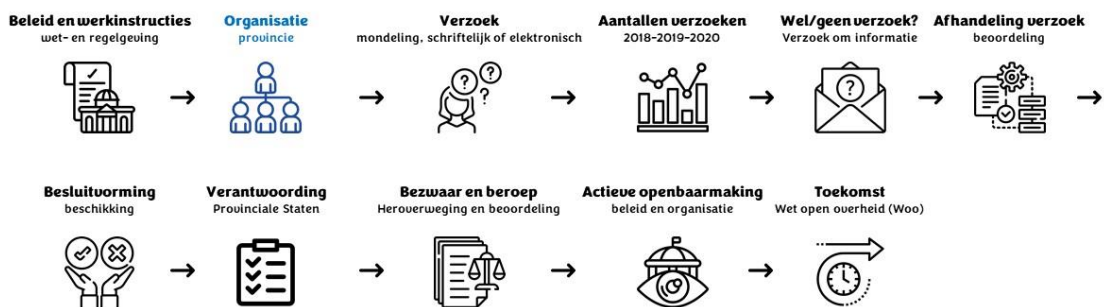 Beleid en werkinstructies
wet- en regelgeving
Organisatie
provincie
Verzoek
mondeling, schriftelijk of elektronisch
Aantallen verzoeken
2018-2019-2020
Wel/geen verzoek?
Verzoek om informatie
Afhandeling verzoek
beoordeling
Besluitvorming
beschikking
Verantwoording
Provinciale Staten
Bezwaar en beroep
Heroverweging en beoordeling
Actieve openbaarmaking
beleid en organisatie
Toekomst
Wet open overheid (Woo)